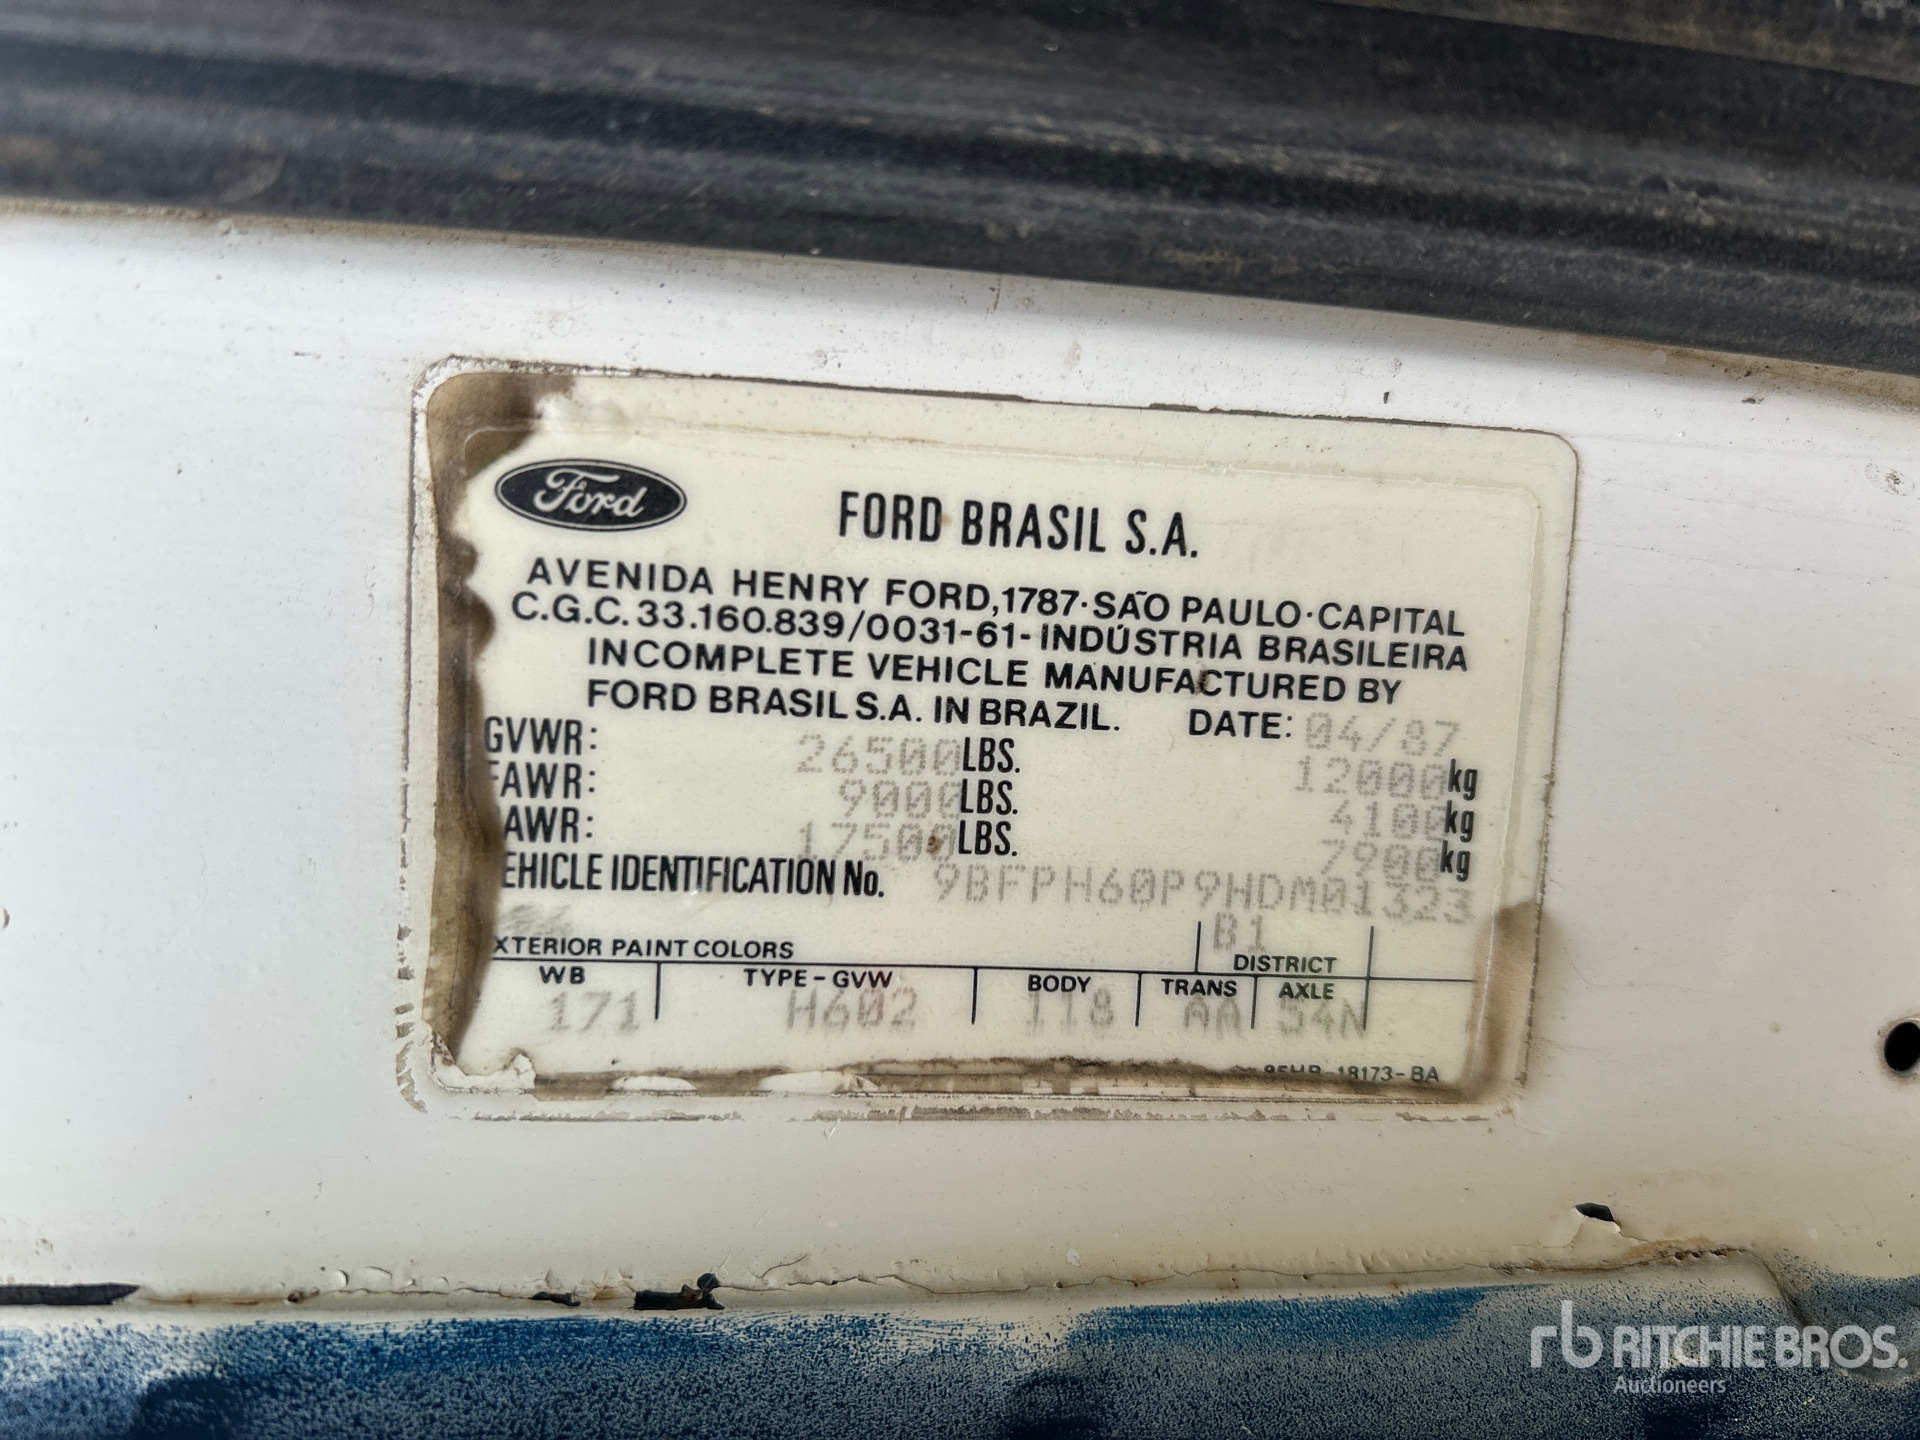 Ford
FORD BRASIL S.A.
AVENIDA HENRY FORD,1787·SÃO PAULO·CAPITAL
C.G.C. 33.160.839/0031-61-INDÚSTRIA BRASILEIRA
INCOMPLETE VEHICLE MANUFACTURED BY
FORD BRASIL S.A. IN BRAZIL. DATE: 04/87
GVWR: 26500 LBS. 12000 kg
FAWR: 9000 LBS. 4100 kg
AWR: 17500 LBS. 7900 kg
EHICLE IDENTIFICATION No. 9BFPH60P9HDM01323
B1
XTERIOR PAINT COLORS DISTRICT
WB TYPE-GVW BODY TRANS AXLE
171 H602 118 AA 54N
18173-BA
rb RITCHIE BROS.
Auctioneers